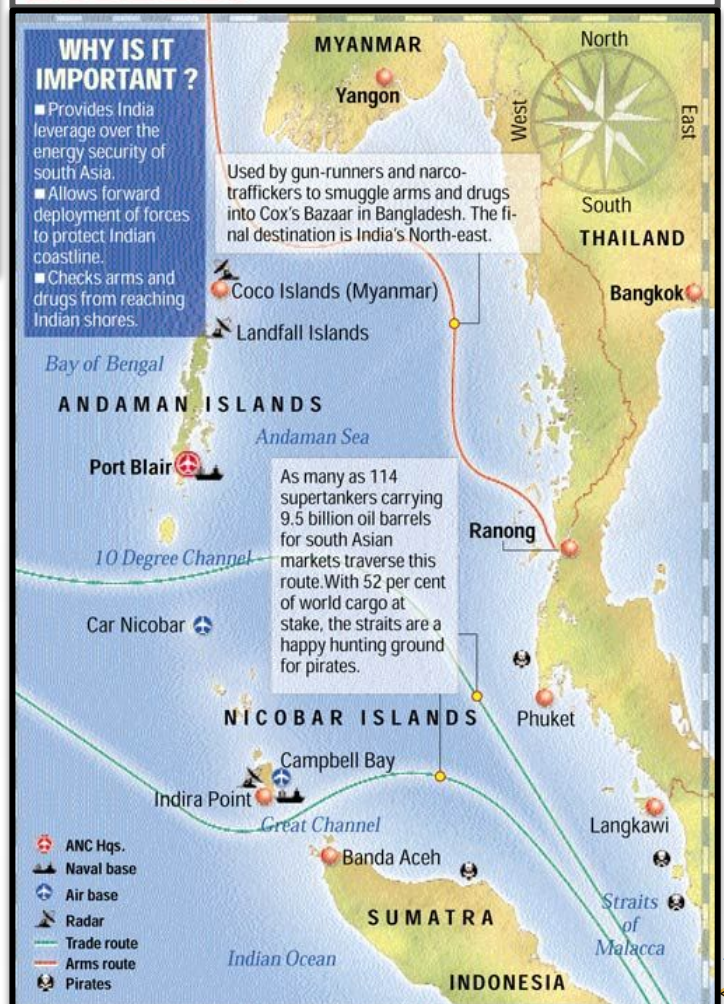 WHY IS IT
IMPORTANT ?
■ Provides India
leverage over the
energy security of
south Asia.
■ Allows forward
deployment of forces
to protect Indian
coastline.
■ Checks arms and
drugs from reaching
Indian shores.
MYANMAR
Yangon
North
West
East
South
Used by gun-runners and narco-
traffickers to smuggle arms and drugs
into Cox's Bazaar in Bangladesh. The fi-
nal destination is India's North-east.
THAILAND
Bangkok
Coco Islands (Myanmar)
Landfall Islands
Bay of Bengal
ANDAMAN ISLANDS
Andaman Sea
Port Blair
As many as 114
supertankers carrying
9.5 billion oil barrels
for south Asian
markets traverse this
route.With 52 per cent
of world cargo at
stake, the straits are a
happy hunting ground
for pirates.
Ranong
10 Degree Channel
Car Nicobar
NICOBAR ISLANDS
Phuket
Campbell Bay
Indira Point
Great Channel
Langkawi
Banda Aceh
Straits
of
Malacca
SUMATRA
Indian Ocean
INDONESIA
ANC Hqs.
Naval base
Air base
Radar
Trade route
Arms route
Pirates